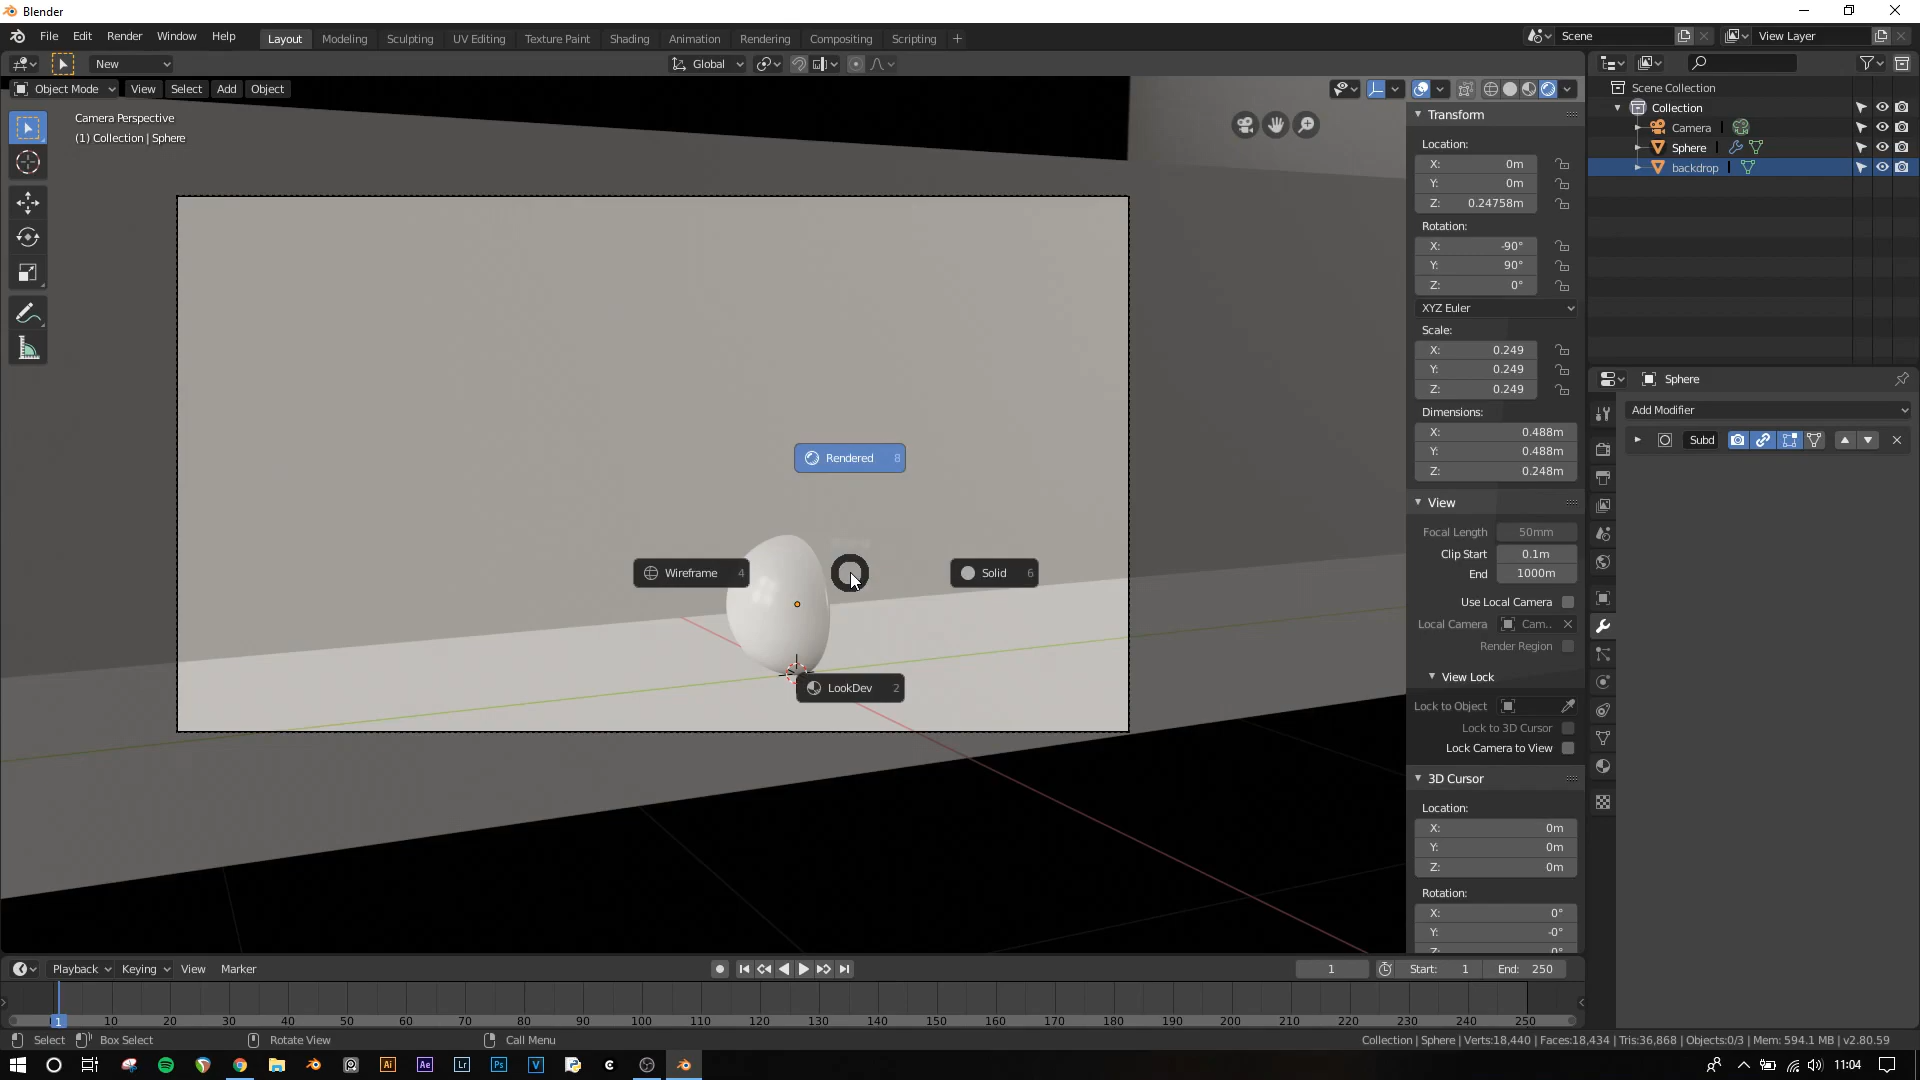 Blender
File Edit Render Window Help
Layout Modeling Sculpting UV Editing Texture Paint Shading Animation Rendering Compositing Scripting +
Scene
View Layer
New
Global
Object Mode View Select Add Object
Camera Perspective
(1) Collection | Sphere
Rendered 8
Wireframe 4
Solid 6
LookDev 2
Transform
Location:
X: 0m
Y: 0m
Z: 0.24758m
Rotation:
X: -90°
Y: 90°
Z: 0°
XYZ Euler
Scale:
X: 0.249
Y: 0.249
Z: 0.249
Dimensions:
X: 0.488m
Y: 0.488m
Z: 0.248m
View
Focal Length 50mm
Clip Start 0.1m
End 1000m
Use Local Camera
Local Camera Cam..
Render Region
View Lock
Lock to Object
Lock to 3D Cursor
Lock Camera to View
3D Cursor
Location:
X: 0m
Y: 0m
Z: 0m
Rotation:
X: 0°
Y: -0°
Scene Collection
Collection
Camera
Sphere
backdrop
Sphere
Add Modifier
Subd
Playback Keying View Marker
1 Start: 1 End: 250
1 10 20 30 40 50 60 70 80 90 100 110 120 130 140 150 160 170 180 190 200 210 220 230 240 250
Select Box Select Rotate View Call Menu
Collection | Sphere | Verts:18,440 | Faces:18,434 | Tris:36,868 | Objects:0/3 | Mem: 594.1 MB | v2.80.59
Ai Ae Lr Ps V C
11:04